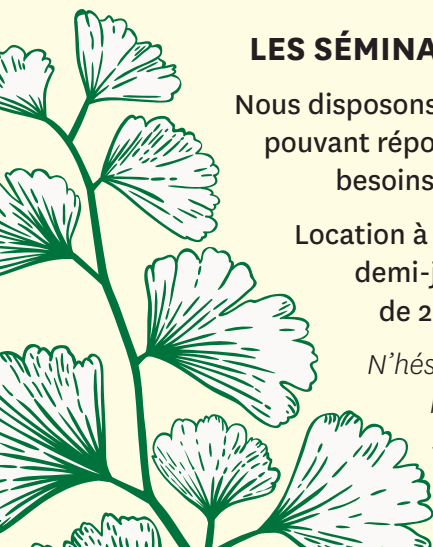 LES SÉMINA
Nous disposons
pouvant répo
besoins
Location à
demi-j
de 2
N'hés